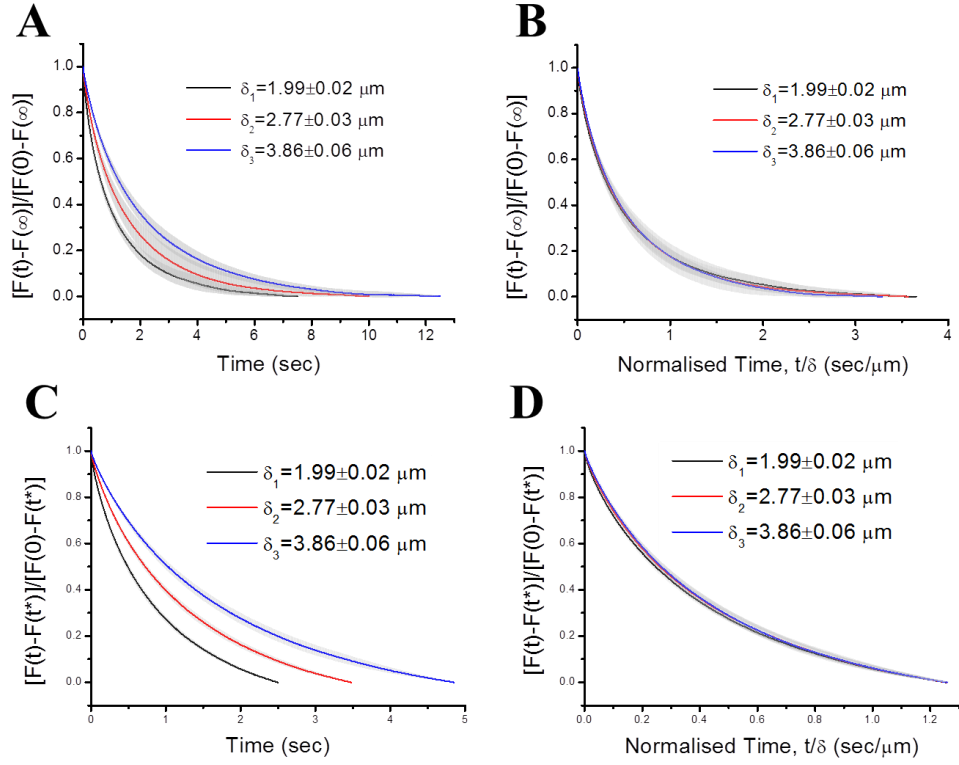 A
[F(t)-F(∞)]/[F(0)-F(∞)]
1.0
0.8
0.6
0.4
0.2
0.0
δ₁=1.99±0.02 μm
δ₂=2.77±0.03 μm
δ₃=3.86±0.06 μm
0 2 4 6 8 10 12
Time (sec)
B
[F(t)-F(∞)]/[F(0)-F(∞)]
1.0
0.8
0.6
0.4
0.2
0.0
δ₁=1.99±0.02 μm
δ₂=2.77±0.03 μm
δ₃=3.86±0.06 μm
0 1 2 3 4
Normalised Time, t/δ (sec/μm)
C
[F(t)-F(t*)]/[F(0)-F(t*)]
1.0
0.8
0.6
0.4
0.2
0.0
δ₁=1.99±0.02 μm
δ₂=2.77±0.03 μm
δ₃=3.86±0.06 μm
0 1 2 3 4 5
Time (sec)
D
[F(t)-F(t*)]/[F(0)-F(t*)]
1.0
0.8
0.6
0.4
0.2
0.0
δ₁=1.99±0.02 μm
δ₂=2.77±0.03 μm
δ₃=3.86±0.06 μm
0.0 0.2 0.4 0.6 0.8 1.0 1.2
Normalised Time, t/δ (sec/μm)